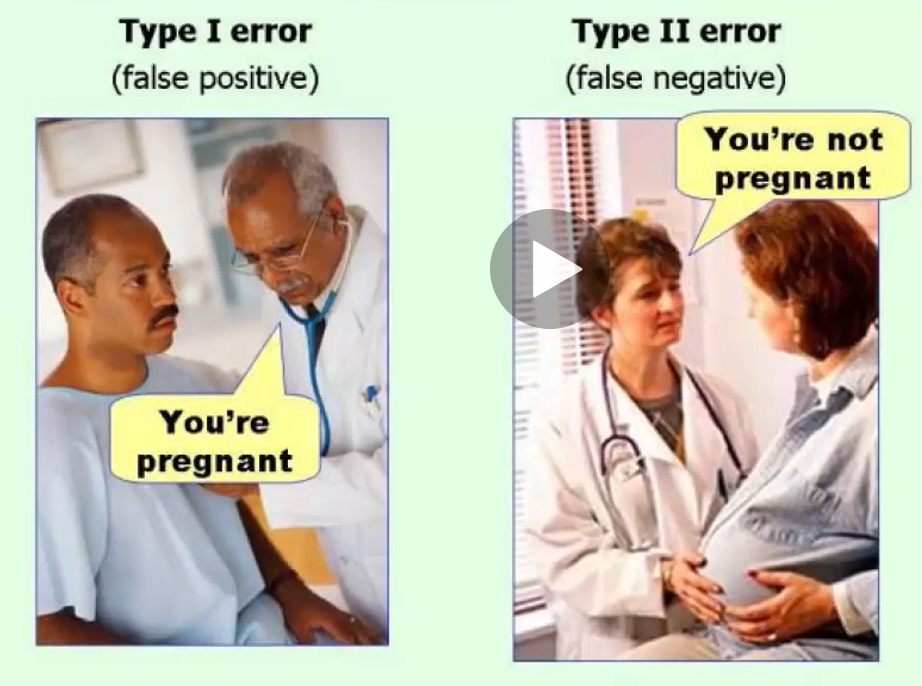 Type I error
(false positive)
You're
pregnant
Type II error
(false negative)
You're not
pregnant